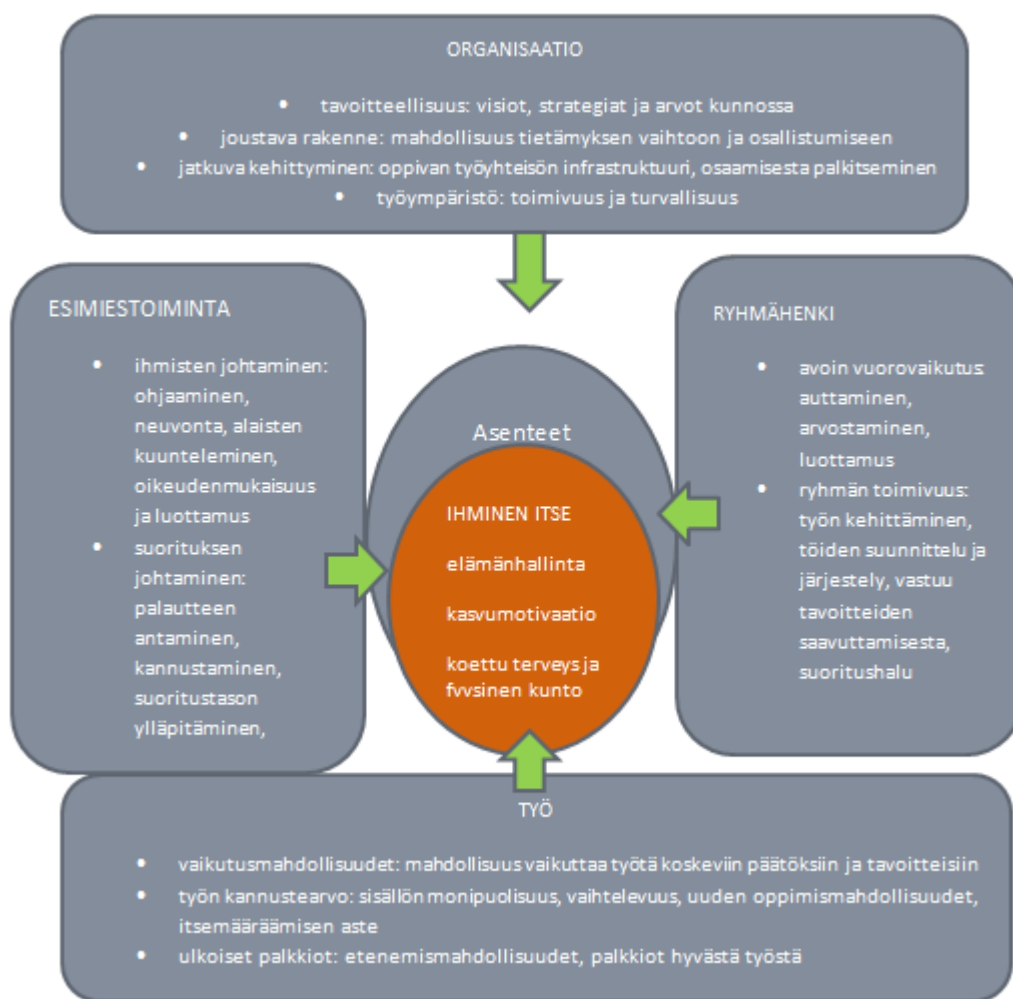 ORGANISAATIO
• tavoitteellisuus: visiot, strategiat ja arvot kunnossa
• joustava rakenne: mahdollisuus tietämyksen vaihtoon ja osallistumiseen
• jatkuva kehittyminen: oppivan työyhteisön infrastruktuuri, osaamisesta palkitseminen
• työympäristö: toimivuus ja turvallisuus
ESIMIESTOIMINTA
• ihmisten johtaminen:
ohjaaminen,
neuvonta, alaisten
kuunteleminen,
oikeudenmukaisuus
ja luottamus
• suorituksen
johtaminen:
palautteen
antaminen,
kannustaminen,
suoritustason
ylläpitäminen,
Asenteet
IHMINEN ITSE
elämänhallinta
kasvumotivaatio
koettu terveys ja
fyysinen kunto
RYHMÄHENKI
• avoin vuorovaikutus:
auttaminen,
arvostaminen,
luottamus
• ryhmän toimivuus:
työn kehittäminen,
töiden suunnittelu ja
järjestely, vastuu
tavoitteiden
saavuttamisesta,
suoritushalu
TYÖ
• vaikutusmahdollisuudet: mahdollisuus vaikuttaa työtä koskeviin päätöksiin ja tavoitteisiin
• työn kannustearvo: sisällön monipuolisuus, vaihtelevuus, uuden oppimismahdollisuudet,
itsemääräämisen aste
• ulkoiset palkkiot: etenemismahdollisuudet, palkkiot hyvästä työstä